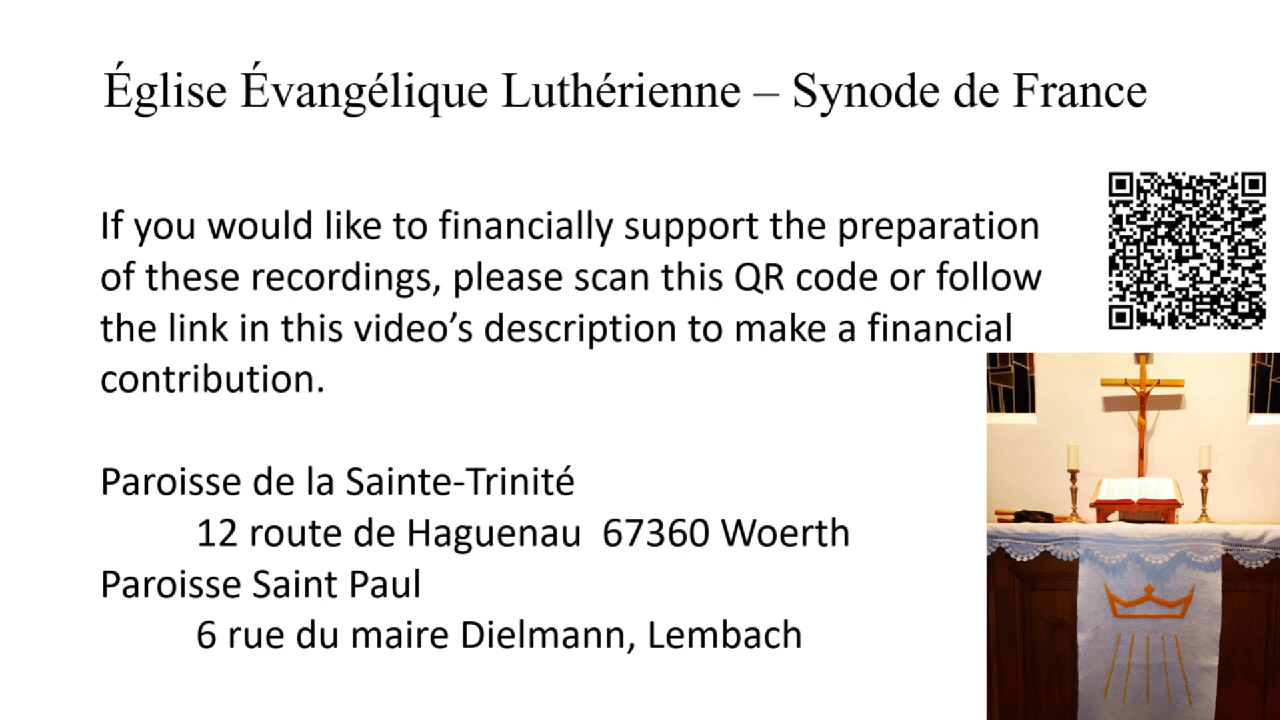 Église Évangélique Luthérienne – Synode de France
If you would like to financially support the preparation
of these recordings, please scan this QR code or follow
the link in this video’s description to make a financial
contribution.
Paroisse de la Sainte-Trinité
12 route de Haguenau  67360 Woerth
Paroisse Saint Paul
6 rue du maire Dielmann, Lembach